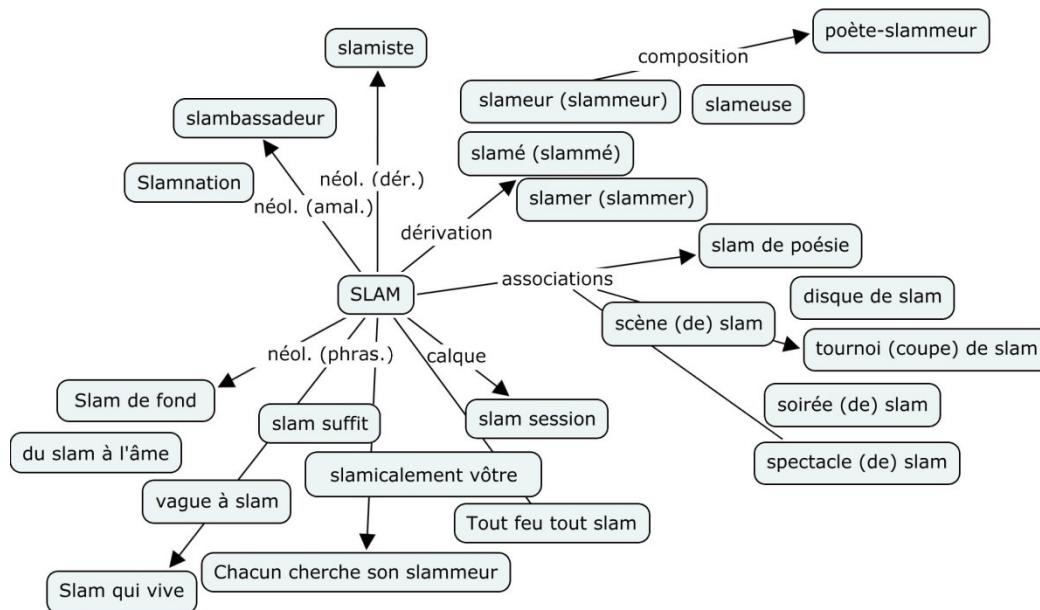 poète-slammeur
slamiste
composition
slameur (slammeur)
slameuse
slambassadeur
slamé (slammé)
Slamnation
néol. (dér.)
slamer (slammer)
néol. (amal.)
dérivation
slam de poésie
associations
SLAM
disque de slam
scène (de) slam
tournoi (coupe) de slam
néol. (phras.)
calque
Slam de fond
soirée (de) slam
slam suffit
slam session
du slam à l'âme
spectacle (de) slam
slamicalement vôtre
vague à slam
Tout feu tout slam
Chacun cherche son slammeur
Slam qui vive